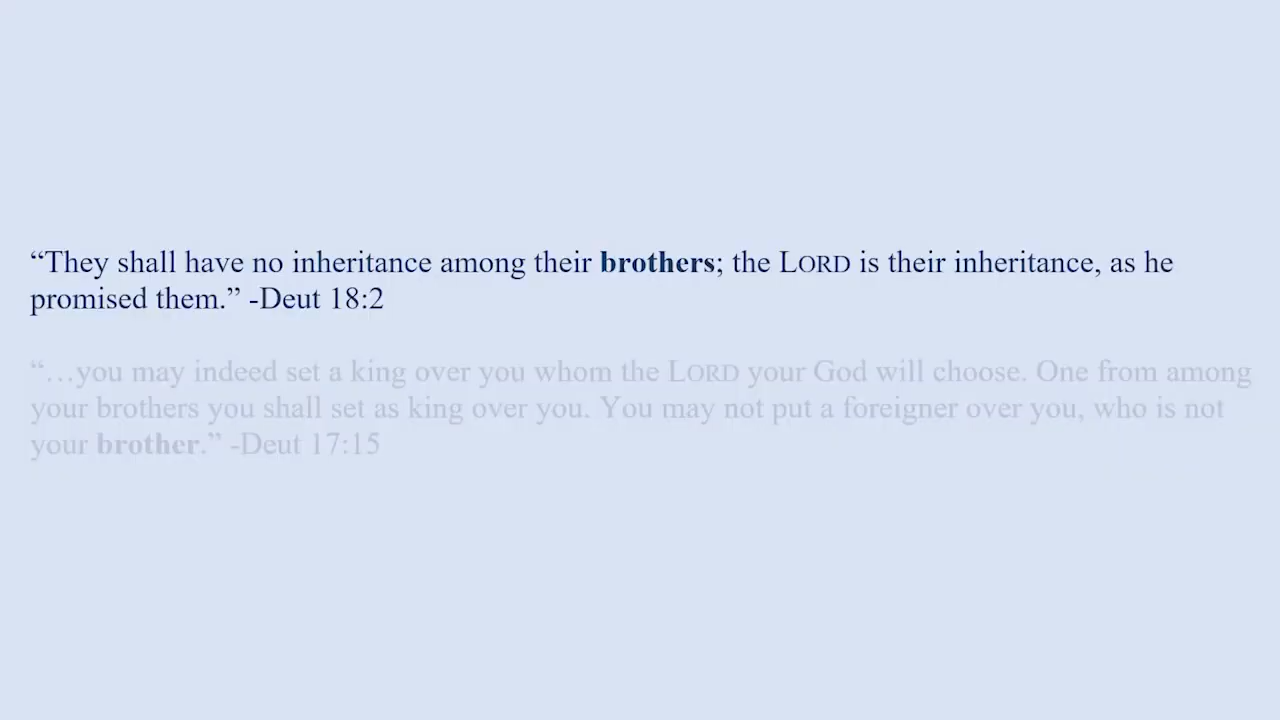 “They shall have no inheritance among their brothers; the LORD is their inheritance, as he
promised them.” -Deut 18:2
“…you may indeed set a king over you whom the LORD your God will choose. One from among
your brothers you shall set as king over you. You may not put a foreigner over you, who is not
your brother.” -Deut 17:15